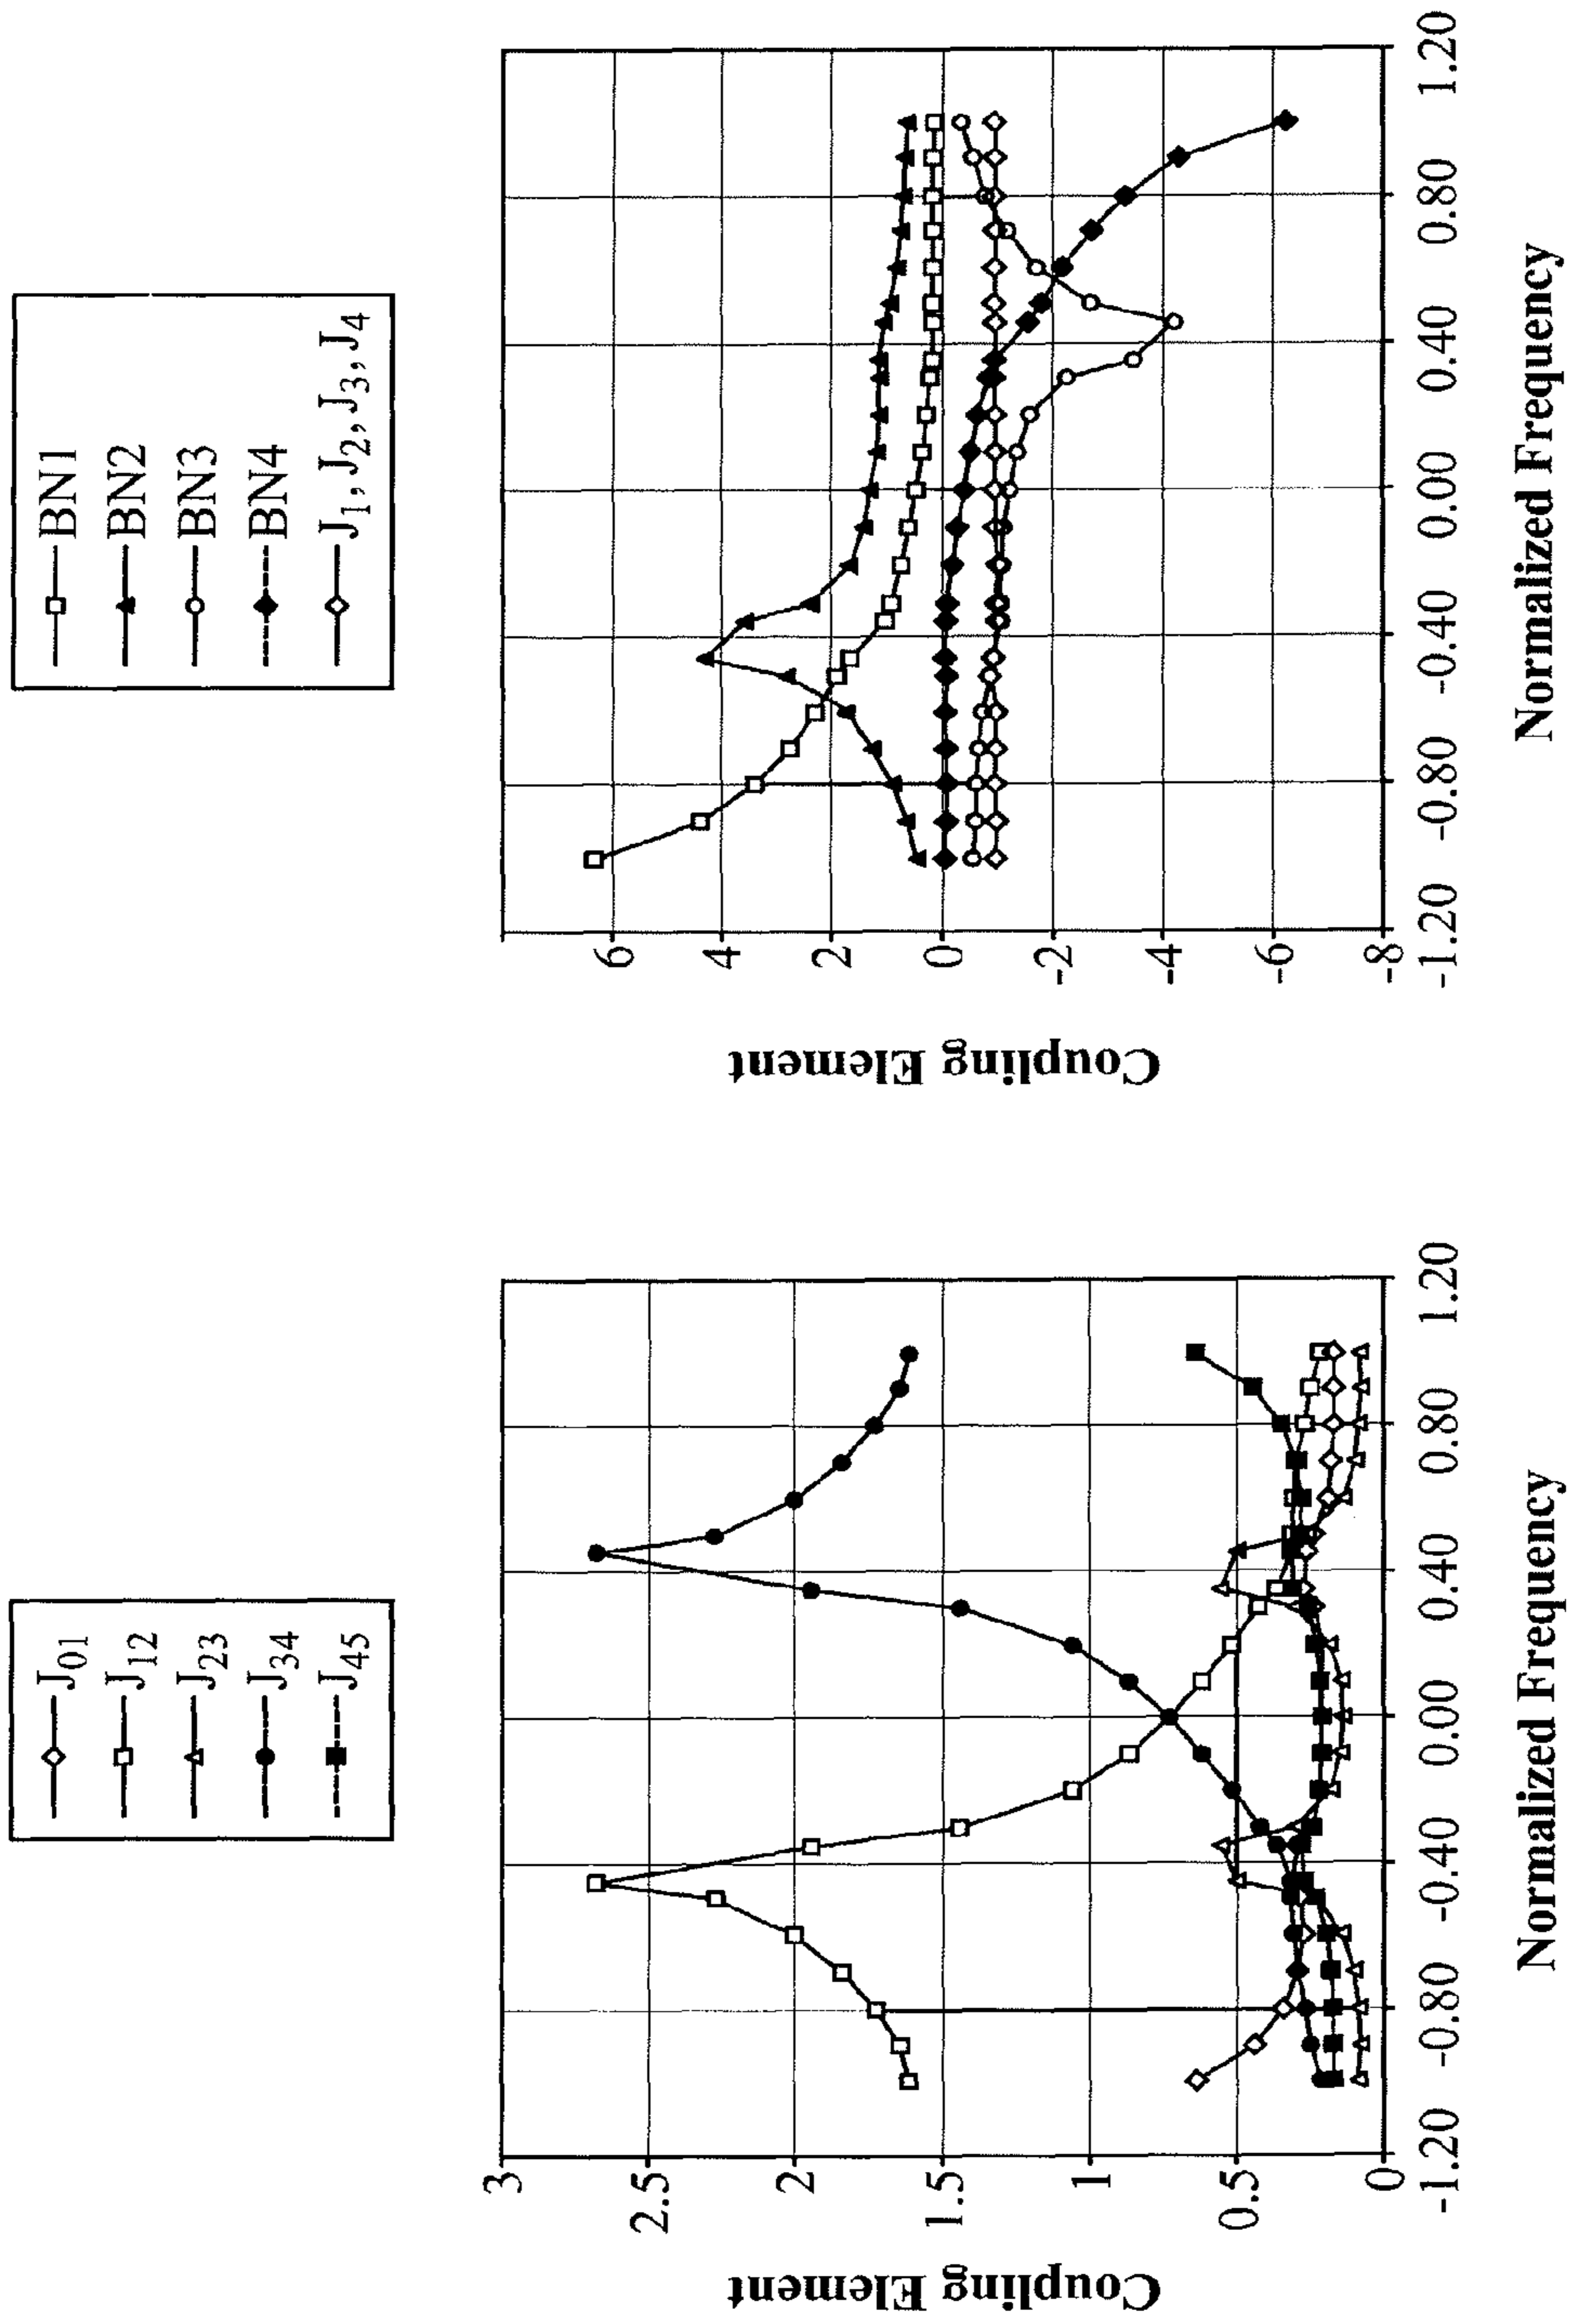 J01
J12
J23
J34
J45
Coupling Element
3
2.5
2
1.5
1
0.5
0
-1.20 -0.80 -0.40 0.00 0.40 0.80 1.20
Normalized Frequency
BN1
BN2
BN3
BN4
J1, J2, J3, J4
Coupling Element
6
4
2
0
-2
-4
-6
-8
-1.20 -0.80 -0.40 0.00 0.40 0.80 1.20
Normalized Frequency